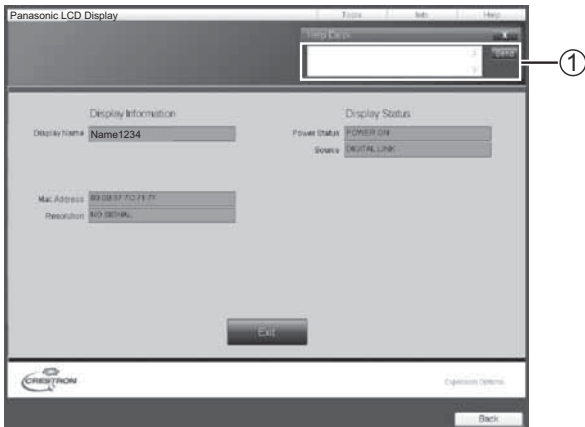 Panasonic LCD Display
Tools Info Help
Help Desk X
Send
①
Display Information Display Status
Display Name Name1234 Power Status POWER ON
Source DIGITAL LINK
Mac Address
Resolution NO SIGNAL
Exit
CRESTRON
Expansion Options
Back